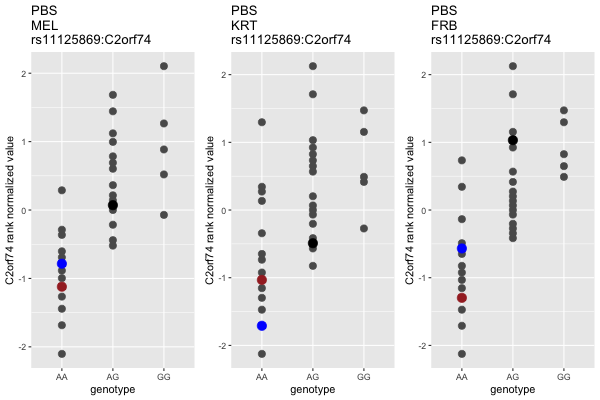 PBS
MEL
rs11125869:C2orf74
C2orf74 rank normalized value
2
1
0
-1
-2
AA AG GG
genotype
PBS
KRT
rs11125869:C2orf74
C2orf74 rank normalized value
2
1
0
-1
-2
AA AG GG
genotype
PBS
FRB
rs11125869:C2orf74
C2orf74 rank normalized value
2
1
0
-1
-2
AA AG GG
genotype